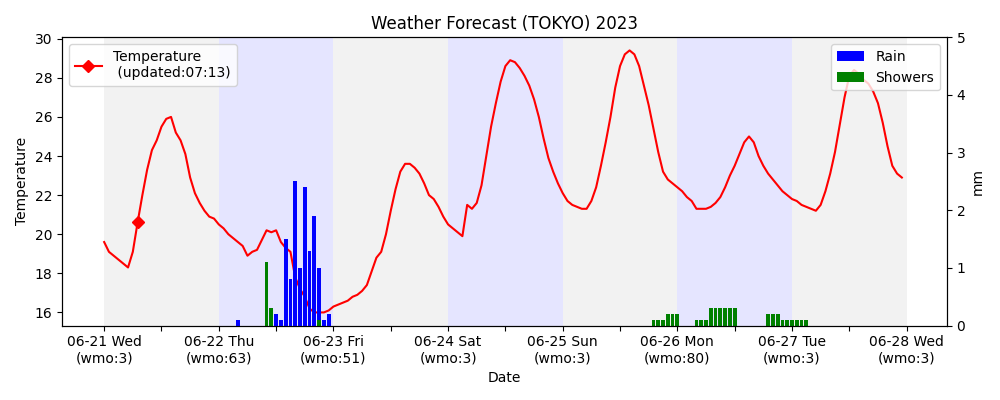 Weather Forecast (TOKYO) 2023
Temperature
(updated:07:13)
Rain
Showers
30
28
26
24
22
20
18
16
Temperature
5
4
3
2
1
0
mm
06-21 Wed
(wmo:3)
06-22 Thu
(wmo:63)
06-23 Fri
(wmo:51)
06-24 Sat
(wmo:3)
06-25 Sun
(wmo:3)
06-26 Mon
(wmo:80)
06-27 Tue
(wmo:3)
06-28 Wed
(wmo:3)
Date